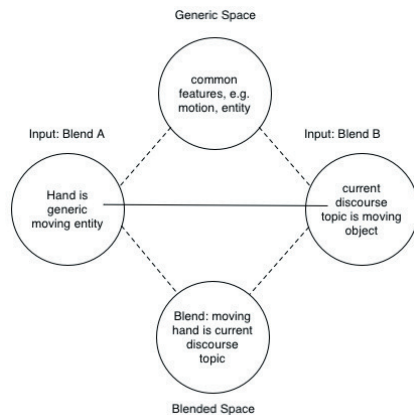 Generic Space
common
features, e.g.
motion, entity
Input: Blend A
Input: Blend B
Hand is
generic
moving entity
current
discourse
topic is moving
object
Blend: moving
hand is current
discourse
topic
Blended Space